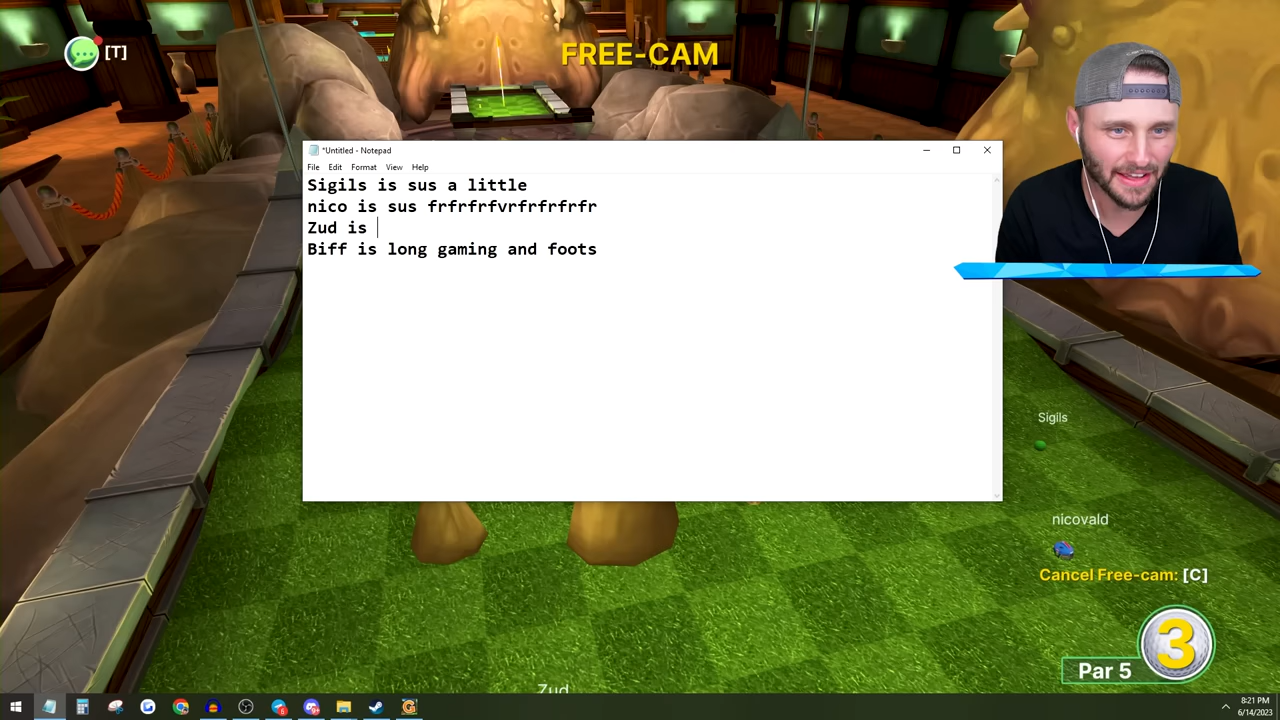 [T]
FREE-CAM
*Untitled - Notepad
File Edit Format View Help
Sigils is sus a little
nico is sus frfrfrfvrfrfrfrfr
Zud is
Biff is long gaming and foots
Sigils
nicovald
Cancel Free-cam: [C]
3
Par 5
Zud
8:21 PM
6/14/2023